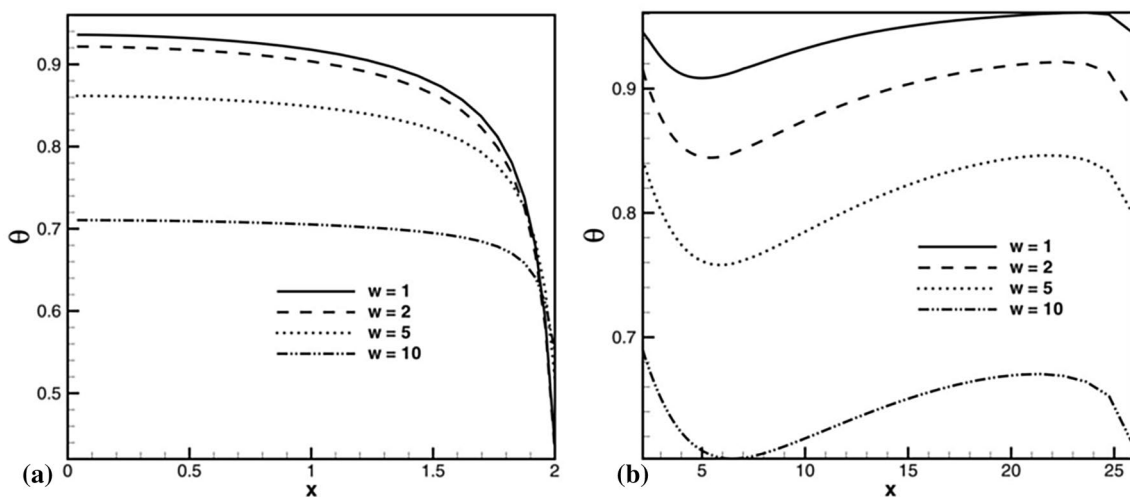 0.9
0.8
0.7
0.6
0.5
θ
w = 1
w = 2
w = 5
w = 10
0
0.5
1
1.5
2
x
(a)
0.9
0.8
0.7
θ
w = 1
w = 2
w = 5
w = 10
5
10
15
20
25
x
(b)